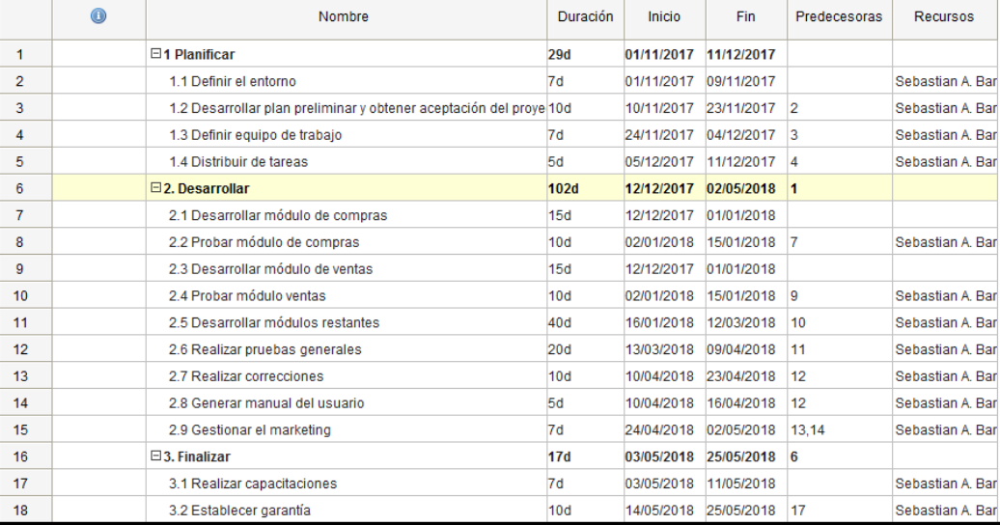 Nombre Duración Inicio Fin Predecesoras Recursos
1 1 Planificar 29d 01/11/2017 11/12/2017
2 1.1 Definir el entorno 7d 01/11/2017 09/11/2017 Sebastian A. Bar
3 1.2 Desarrollar plan preliminar y obtener aceptación del proye 10d 10/11/2017 23/11/2017 2 Sebastian A. Bar
4 1.3 Definir equipo de trabajo 7d 24/11/2017 04/12/2017 3 Sebastian A. Bar
5 1.4 Distribuir de tareas 5d 05/12/2017 11/12/2017 4 Sebastian A. Bar
6 2. Desarrollar 102d 12/12/2017 02/05/2018 1
7 2.1 Desarrollar módulo de compras 15d 12/12/2017 01/01/2018
8 2.2 Probar módulo de compras 10d 02/01/2018 15/01/2018 7 Sebastian A. Bar
9 2.3 Desarrollar módulo de ventas 15d 12/12/2017 01/01/2018
10 2.4 Probar módulo ventas 10d 02/01/2018 15/01/2018 9 Sebastian A. Bar
11 2.5 Desarrollar módulos restantes 40d 16/01/2018 12/03/2018 10 Sebastian A. Bar
12 2.6 Realizar pruebas generales 20d 13/03/2018 09/04/2018 11 Sebastian A. Bar
13 2.7 Realizar correcciones 10d 10/04/2018 23/04/2018 12 Sebastian A. Bar
14 2.8 Generar manual del usuario 5d 10/04/2018 16/04/2018 12 Sebastian A. Bar
15 2.9 Gestionar el marketing 7d 24/04/2018 02/05/2018 13,14 Sebastian A. Bar
16 3. Finalizar 17d 03/05/2018 25/05/2018 6
17 3.1 Realizar capacitaciones 7d 03/05/2018 11/05/2018 Sebastian A. Bar
18 3.2 Establecer garantía 10d 14/05/2018 25/05/2018 17 Sebastian A. Bar